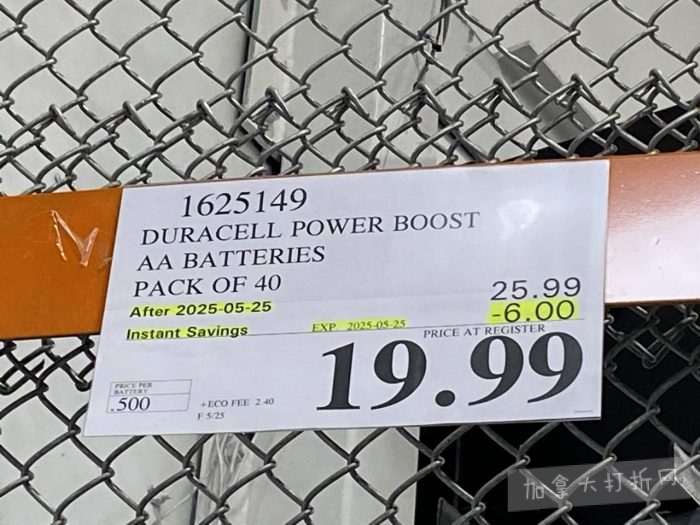 1625149
DURACELL POWER BOOST
AA BATTERIES
PACK OF 40
After 2025-05-25 25.99
Instant Savings EXP. 2025-05-25 -6.00
PRICE AT REGISTER
19.99
PRICE PER
BATTERY
.500
+ECO FEE 2.40
F 5/25
加拿大打折网